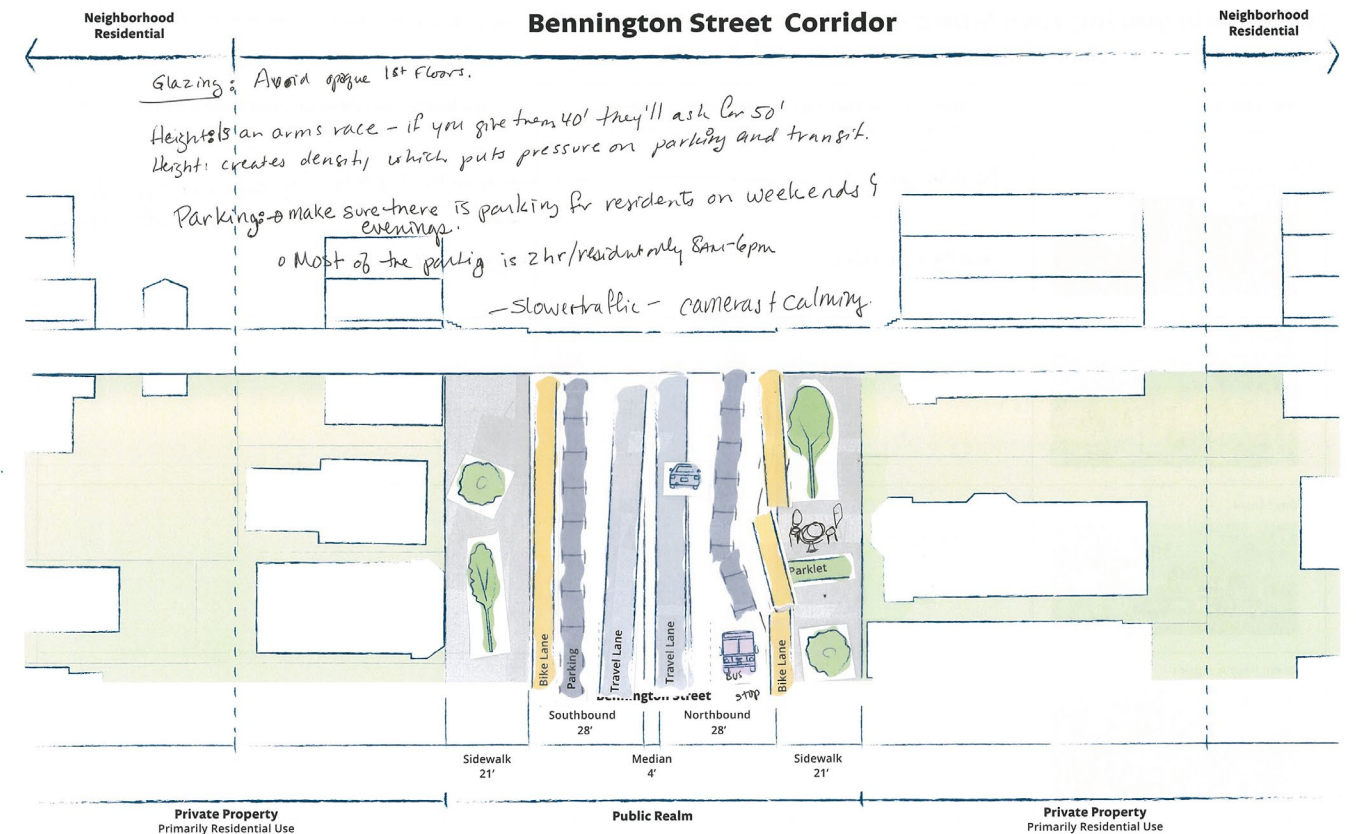 Neighborhood
Residential
Bennington Street Corridor
Neighborhood
Residential
Glazing: Avoid opaque 1st Floors.
Height: Is an arms race – if you give them 40' they'll ask for 50'
Height: creates density, which puts pressure on parking and transit.
Parking: o make sure there is parking for residents on weekends &
evenings.
o Most of the parkig is 2hr/resident only 8AM-6pm
– Slower traffic – cameras + calming.
C
Parklet
C
Bike Lane
Parking
Travel Lane
Travel Lane
Bus
stop
Bike Lane
Bennington Street
Southbound
28'
Northbound
28'
Sidewalk
21'
Median
4'
Sidewalk
21'
Private Property
Primarily Residential Use
Public Realm
Private Property
Primarily Residential Use